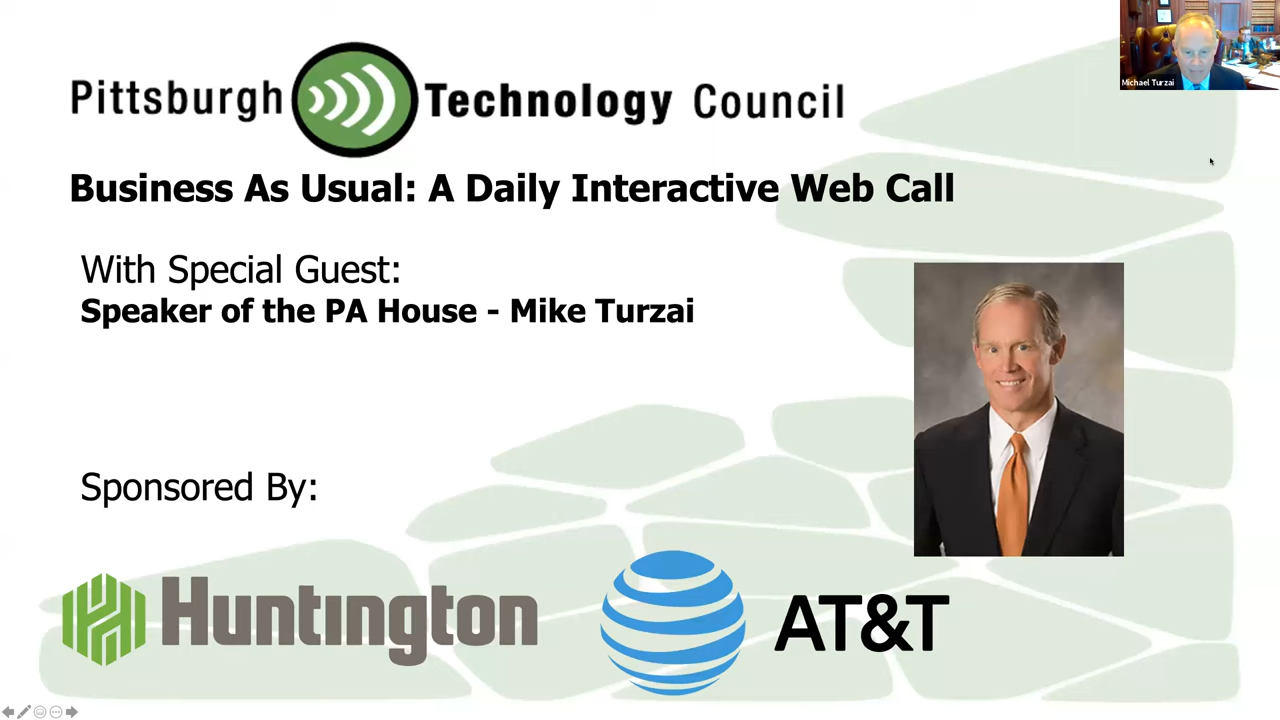 Pittsburgh Technology Council
Michael Turzai
Business As Usual: A Daily Interactive Web Call
With Special Guest:
Speaker of the PA House - Mike Turzai
Sponsored By:
Huntington
AT&T